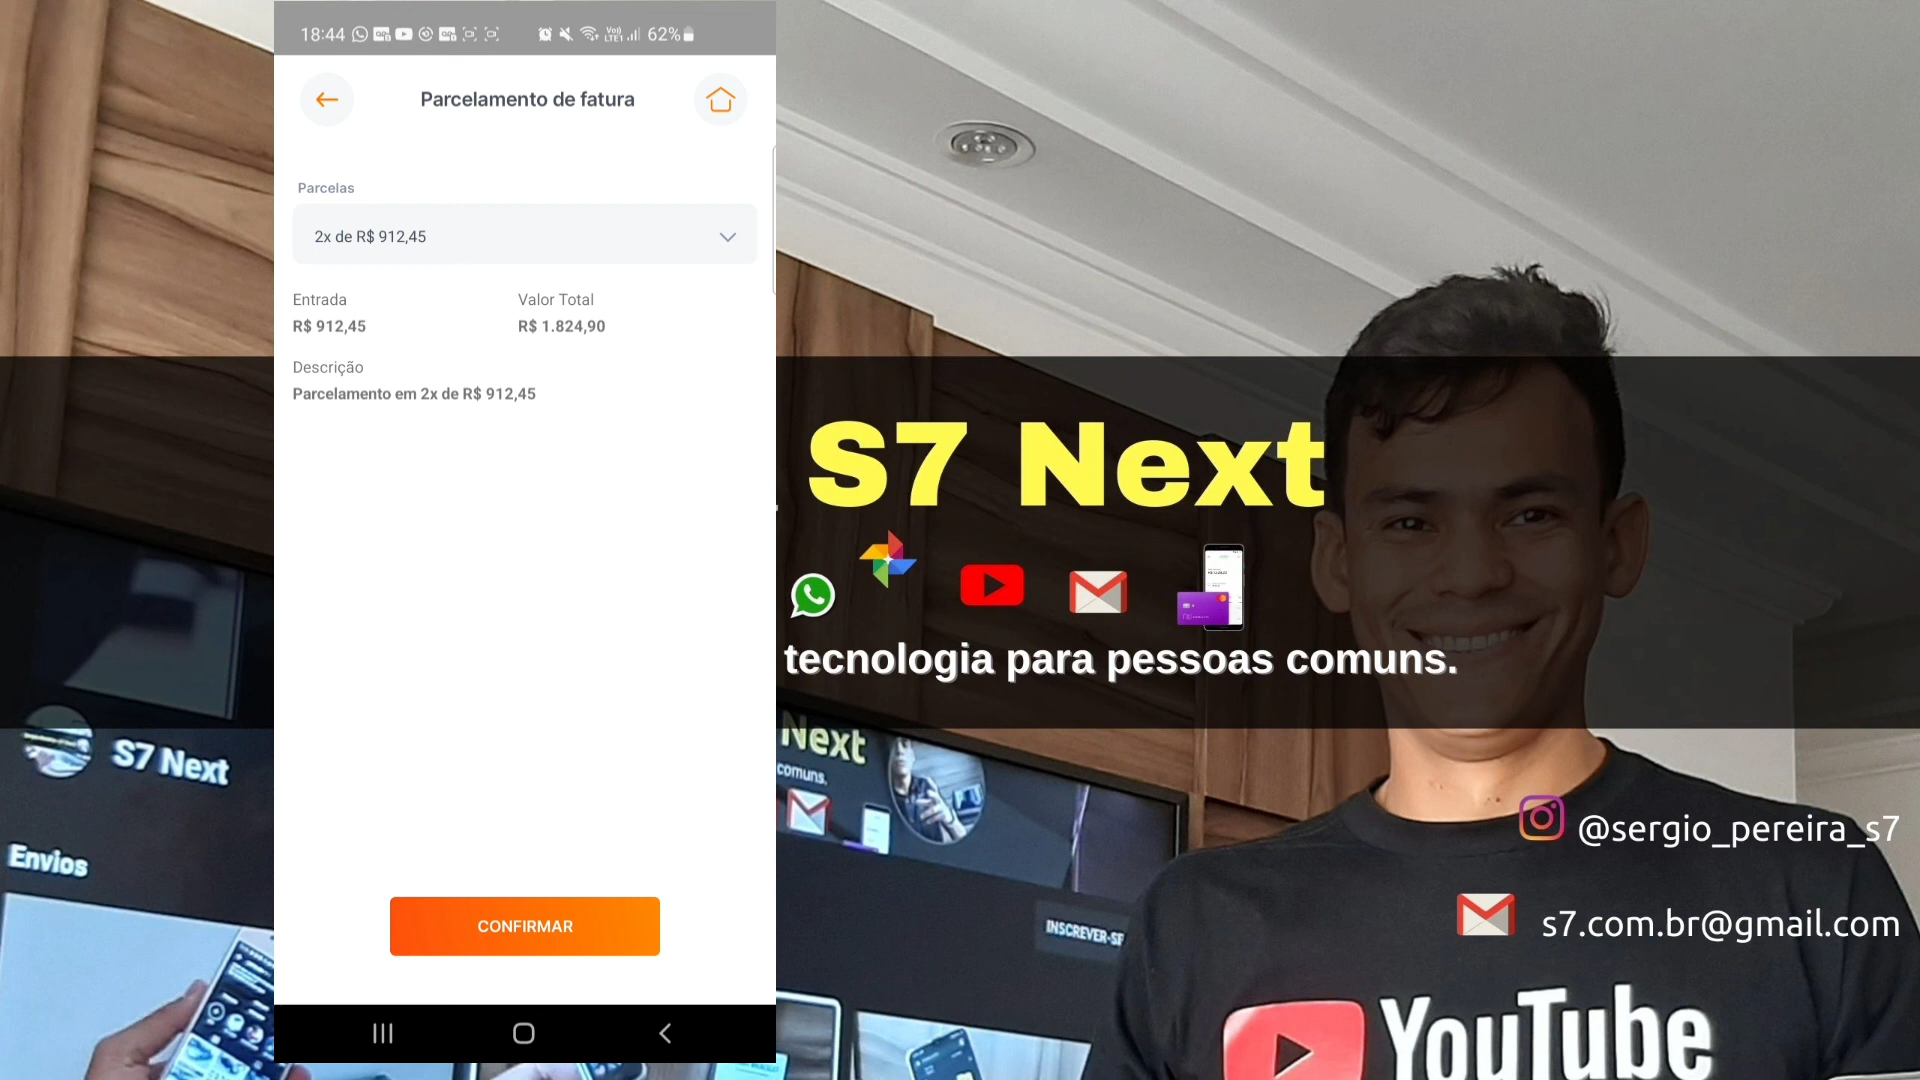 18:44
62%
Parcelamento de fatura
Parcelas
2x de R$ 912,45
Entrada
Valor Total
R$ 912,45
R$ 1.824,90
Descrição
Parcelamento em 2x de R$ 912,45
CONFIRMAR
S7 Next
tecnologia para pessoas comuns.
S7 Next
Envios
Next
comuns.
INSCREVER-SE
@sergio_pereira_s7
s7.com.br@gmail.com
YouTube